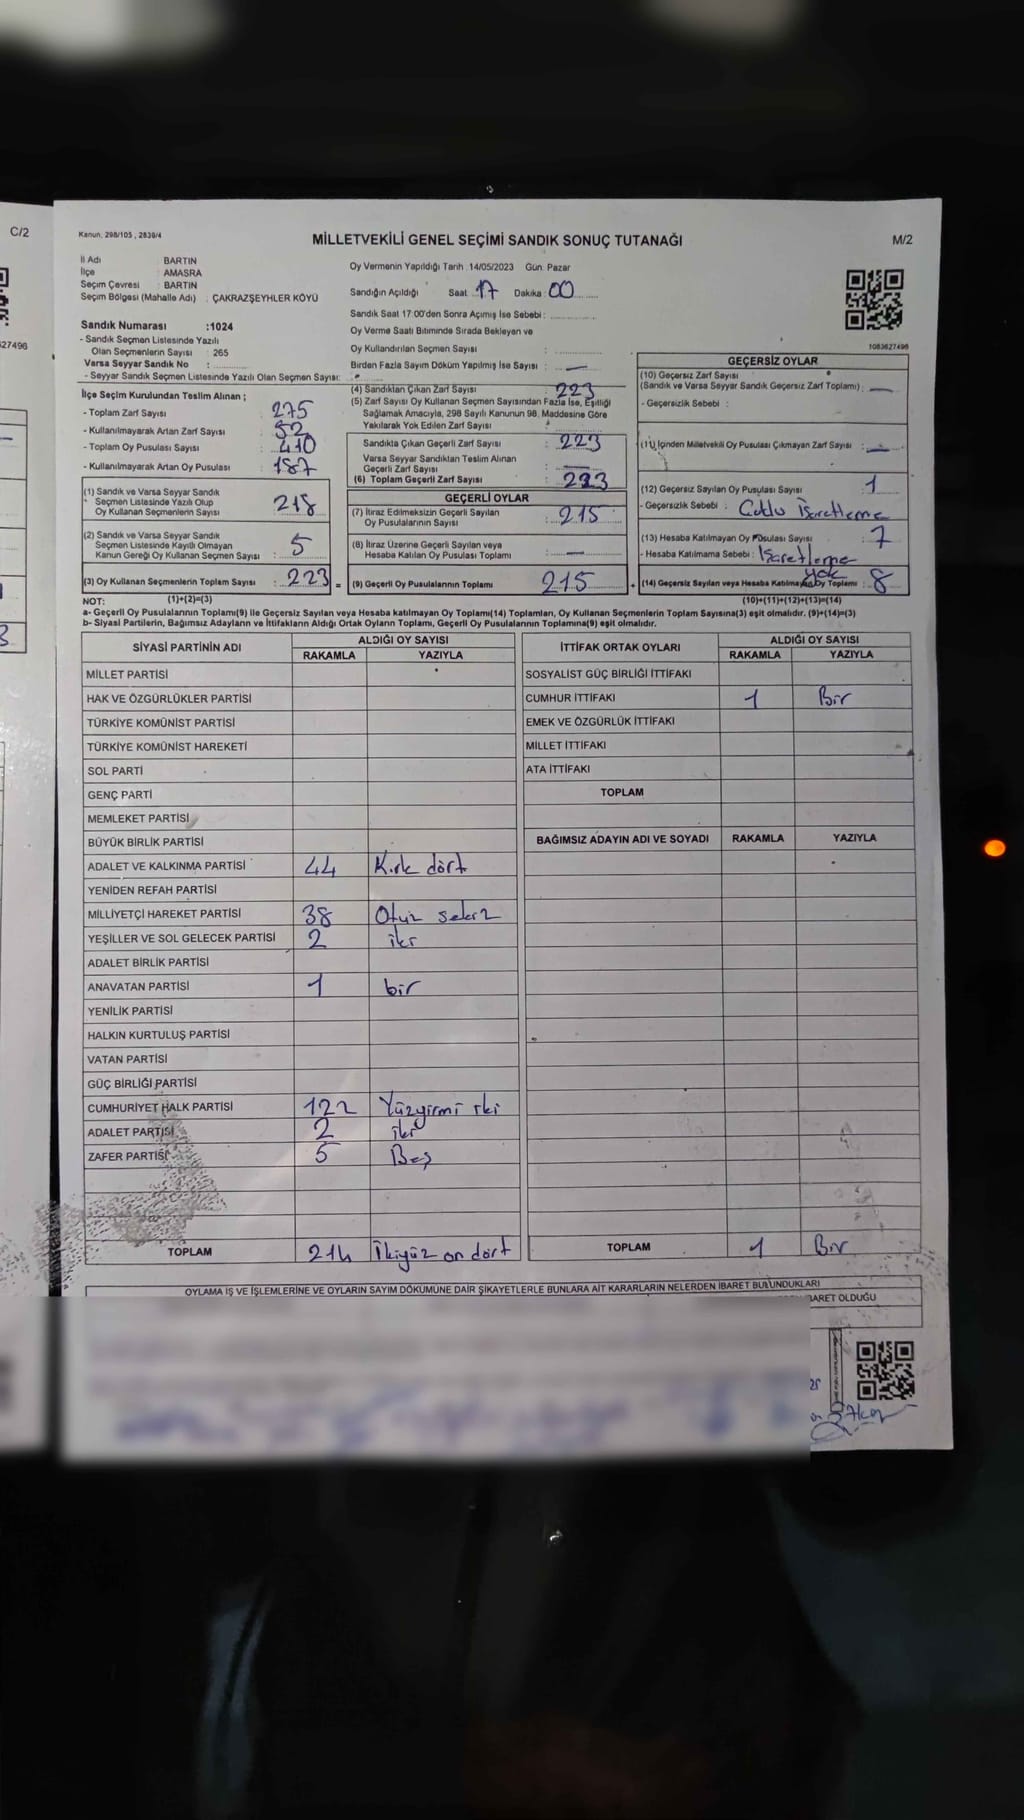 C/2
27496
Kanun. 298/105 , 2839/4
MİLLETVEKİLİ GENEL SEÇİMİ SANDIK SONUÇ TUTANAĞI
M/2
İl Adı : BARTIN
İlçe : AMASRA
Seçim Çevresi : BARTIN
Seçim Bölgesi (Mahalle Adı) : ÇAKRAZŞEYHLER KÖYÜ
Sandık Numarası :1024
- Sandık Seçmen Listesinde Yazılı
Olan Seçmenlerin Sayısı : 265
Varsa Seyyar Sandık No :
- Seyyar Sandık Seçmen Listesinde Yazılı Olan Seçmen Sayısı:
İlçe Seçim Kurulundan Teslim Alınan ;
- Toplam Zarf Sayısı : 275
- Kullanılmayarak Artan Zarf Sayısı : 52
- Toplam Oy Pusulası Sayısı : 410
- Kullanılmayarak Artan Oy Pusulası : 187
(1) Sandık ve Varsa Seyyar Sandık
Seçmen Listesinde Yazılı Olup
Oy Kullanan Seçmenlerin Sayısı : 218
(2) Sandık ve Varsa Seyyar Sandık
Seçmen Listesinde Kayıtlı Olmayan
Kanun Gereği Oy Kullanan Seçmen Sayısı : 5
(3) Oy Kullanan Seçmenlerin Toplam Sayısı : 223 =
Oy Vermenin Yapıldığı Tarih :14/05/2023 Gün: Pazar
Sandığın Açıldığı Saat :17 Dakika : 00
Sandık Saat 17:00'den Sonra Açımış İse Sebebi :
Oy Verme Saati Bitiminde Sırada Bekleyen ve
Oy Kullandırılan Seçmen Sayısı :
Birden Fazla Sayım Döküm Yapılmış İse Sayısı : —
(4) Sandıktan Çıkan Zarf Sayısı : 223
(5) Zarf Sayısı Oy Kullanan Seçmen Sayısından Fazla İse, Eşitliği
Sağlamak Amacıyla, 298 Sayılı Kanunun 98. Maddesine Göre
Yakılarak Yok Edilen Zarf Sayısı :
Sandıkta Çıkan Geçerli Zarf Sayısı : 223
Varsa Seyyar Sandıktan Teslim Alınan
Geçerli Zarf Sayısı : —
(6) Toplam Geçerli Zarf Sayısı : 223
GEÇERLİ OYLAR
(7) İtiraz Edilmeksizin Geçerli Sayılan
Oy Pusulalarının Sayısı : 215
(8) İtiraz Üzerine Geçerli Sayılan veya
Hesaba Katılan Oy Pusulası Toplamı : —
(9) Geçerli Oy Pusulalarının Toplamı 215 +
1083627496
GEÇERSİZ OYLAR
(10) Geçersiz Zarf Sayısı
(Sandık ve Varsa Seyyar Sandık Geçersiz Zarf Toplamı) : —
- Geçersizlik Sebebi :
(11) İçinden Milletvekili Oy Pusulası Çıkmayan Zarf Sayısı : —
(12) Geçersiz Sayılan Oy Pusulası Sayısı : 1
- Geçersizlik Sebebi : Çoklu İşaretleme
(13) Hesaba Katılmayan Oy Pusulası Sayısı : 7
- Hesaba Katılmama Sebebi : İşaretleme
yok
(14) Geçersiz Sayılan veya Hesaba Katılmayan Oy Toplamı : 8
NOT: (1)+(2)=(3) (10)+(11)+(12)+(13)=(14)
a- Geçerli Oy Pusulalarının Toplamı(9) ile Geçersiz Sayılan veya Hesaba katılmayan Oy Toplamı(14) Toplamları, Oy Kullanan Seçmenlerin Toplam Sayısına(3) eşit olmalıdır. (9)+(14)=(3)
b- Siyasi Partilerin, Bağımsız Adayların ve İttifakların Aldığı Ortak Oyların Toplamı, Geçerli Oy Pusulalarının Toplamına(9) eşit olmalıdır.
SİYASİ PARTİNİN ADI ALDIĞI OY SAYISI
RAKAMLA YAZIYLA
MİLLET PARTİSİ
HAK VE ÖZGÜRLÜKLER PARTİSİ
TÜRKİYE KOMÜNİST PARTİSİ
TÜRKİYE KOMÜNİST HAREKETİ
SOL PARTİ
GENÇ PARTİ
MEMLEKET PARTİSİ
BÜYÜK BİRLİK PARTİSİ
ADALET VE KALKINMA PARTİSİ 44 Kırk dört
YENİDEN REFAH PARTİSİ
MİLLİYETÇİ HAREKET PARTİSİ 38 Otuz sekiz
YEŞİLLER VE SOL GELECEK PARTİSİ 2 iki
ADALET BİRLİK PARTİSİ
ANAVATAN PARTİSİ 1 bir
YENİLİK PARTİSİ
HALKIN KURTULUŞ PARTİSİ
VATAN PARTİSİ
GÜÇ BİRLİĞİ PARTİSİ
CUMHURİYET HALK PARTİSİ 122 Yüzyirmi iki
ADALET PARTİSİ 2 iki
ZAFER PARTİSİ 5 Beş
TOPLAM 214 İkiyüz on dört
İTTİFAK ORTAK OYLARI ALDIĞI OY SAYISI
RAKAMLA YAZIYLA
SOSYALİST GÜÇ BİRLİĞİ İTTİFAKI
CUMHUR İTTİFAKI 1 Bir
EMEK VE ÖZGÜRLÜK İTTİFAKI
MİLLET İTTİFAKI
ATA İTTİFAKI
TOPLAM
BAĞIMSIZ ADAYIN ADI VE SOYADI RAKAMLA YAZIYLA
TOPLAM 1 Bir
OYLAMA İŞ VE İŞLEMLERİNE VE OYLARIN SAYIM DÖKÜMÜNE DAİR ŞİKAYETLERLE BUNLARA AİT KARARLARIN NELERDEN İBARET BULUNDUKLARI
BARET OLDUĞU